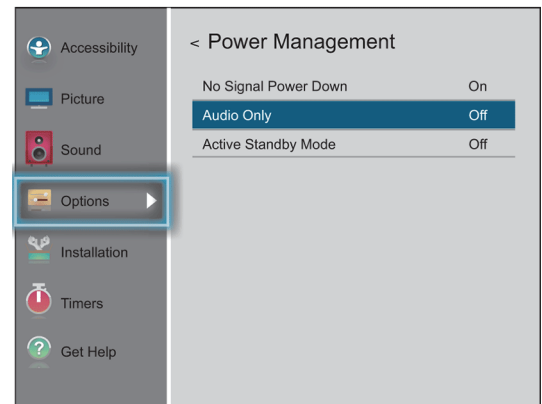 Accessibility
Picture
Sound
Options
Installation
Timers
Get Help
< Power Management
No Signal Power Down On
Audio Only Off
Active Standby Mode Off